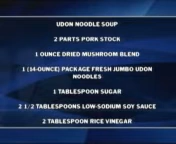 UDON NOODLE SOUP
2 PARTS PORK STOCK
1 OUNCE DRIED MUSHROOM BLEND
1 (14-OUNCE) PACKAGE FRESH JUMBO UDON
NOODLES
1 TABLESPOON SUGAR
2 1/2 TABLESPOONS LOW-SODIUM SOY SAUCE
2 TABLESPOON RICE VINEGAR